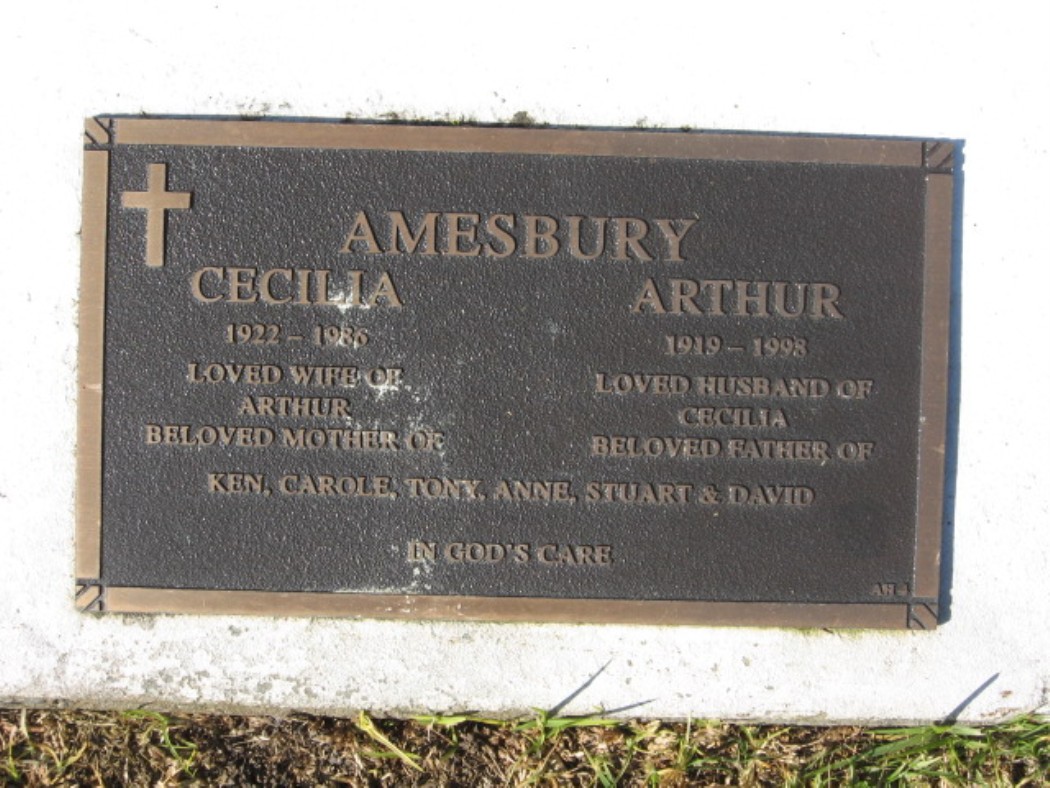 AMESBURY
CECILIA
1922 – 1986
LOVED WIFE OF
ARTHUR
BELOVED MOTHER OF
ARTHUR
1919 – 1998
LOVED HUSBAND OF
CECILIA
BELOVED FATHER OF
KEN, CAROLE, TONY, ANNE, STUART & DAVID
IN GOD'S CARE